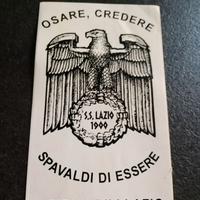 OSARE, CREDERE
S.S. LAZIO
1900
SPAVALDI DI ESSERE